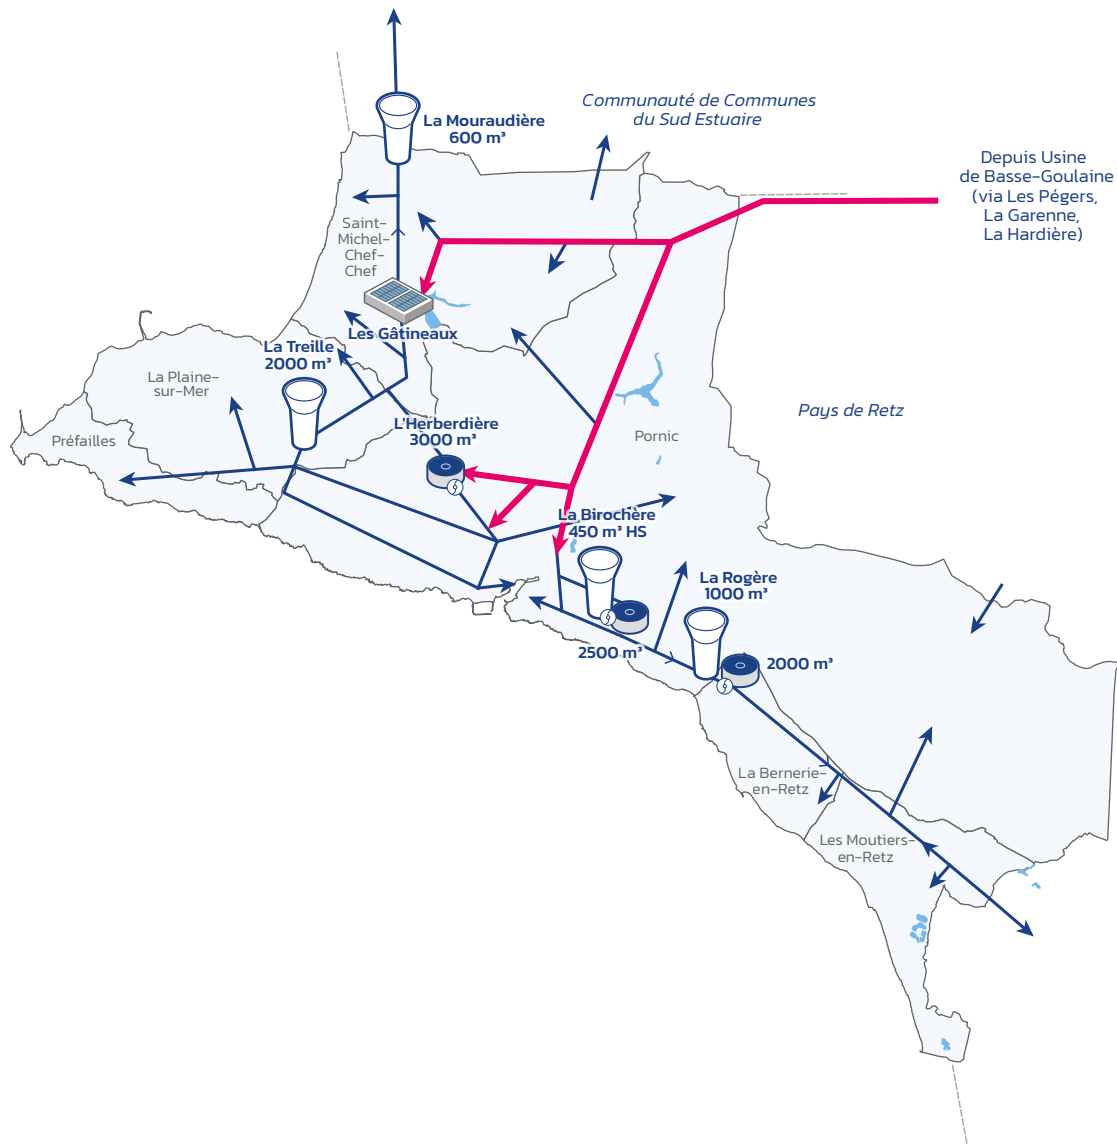 La Mouraudière
600 m³
Communauté de Communes
du Sud Estuaire
Depuis Usine
de Basse-Goulaine
(via Les Pégers,
La Garenne,
La Hardière)
Saint-
Michel-
Chef-
Chef
Les Gâtineaux
La Treille
2000 m³
La Plaine-
sur-Mer
Préfailles
L'Herberdière
3000 m³
Pornic
Pays de Retz
La Birochère
450 m³ HS
2500 m³
La Rogère
1000 m³
2000 m³
La Bernerie-
en-Retz
Les Moutiers-
en-Retz